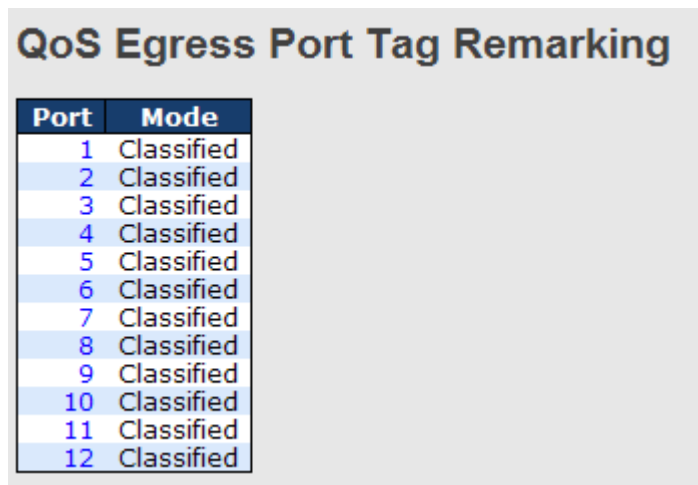 QoS Egress Port Tag Remarking
Port Mode
1 Classified
2 Classified
3 Classified
4 Classified
5 Classified
6 Classified
7 Classified
8 Classified
9 Classified
10 Classified
11 Classified
12 Classified